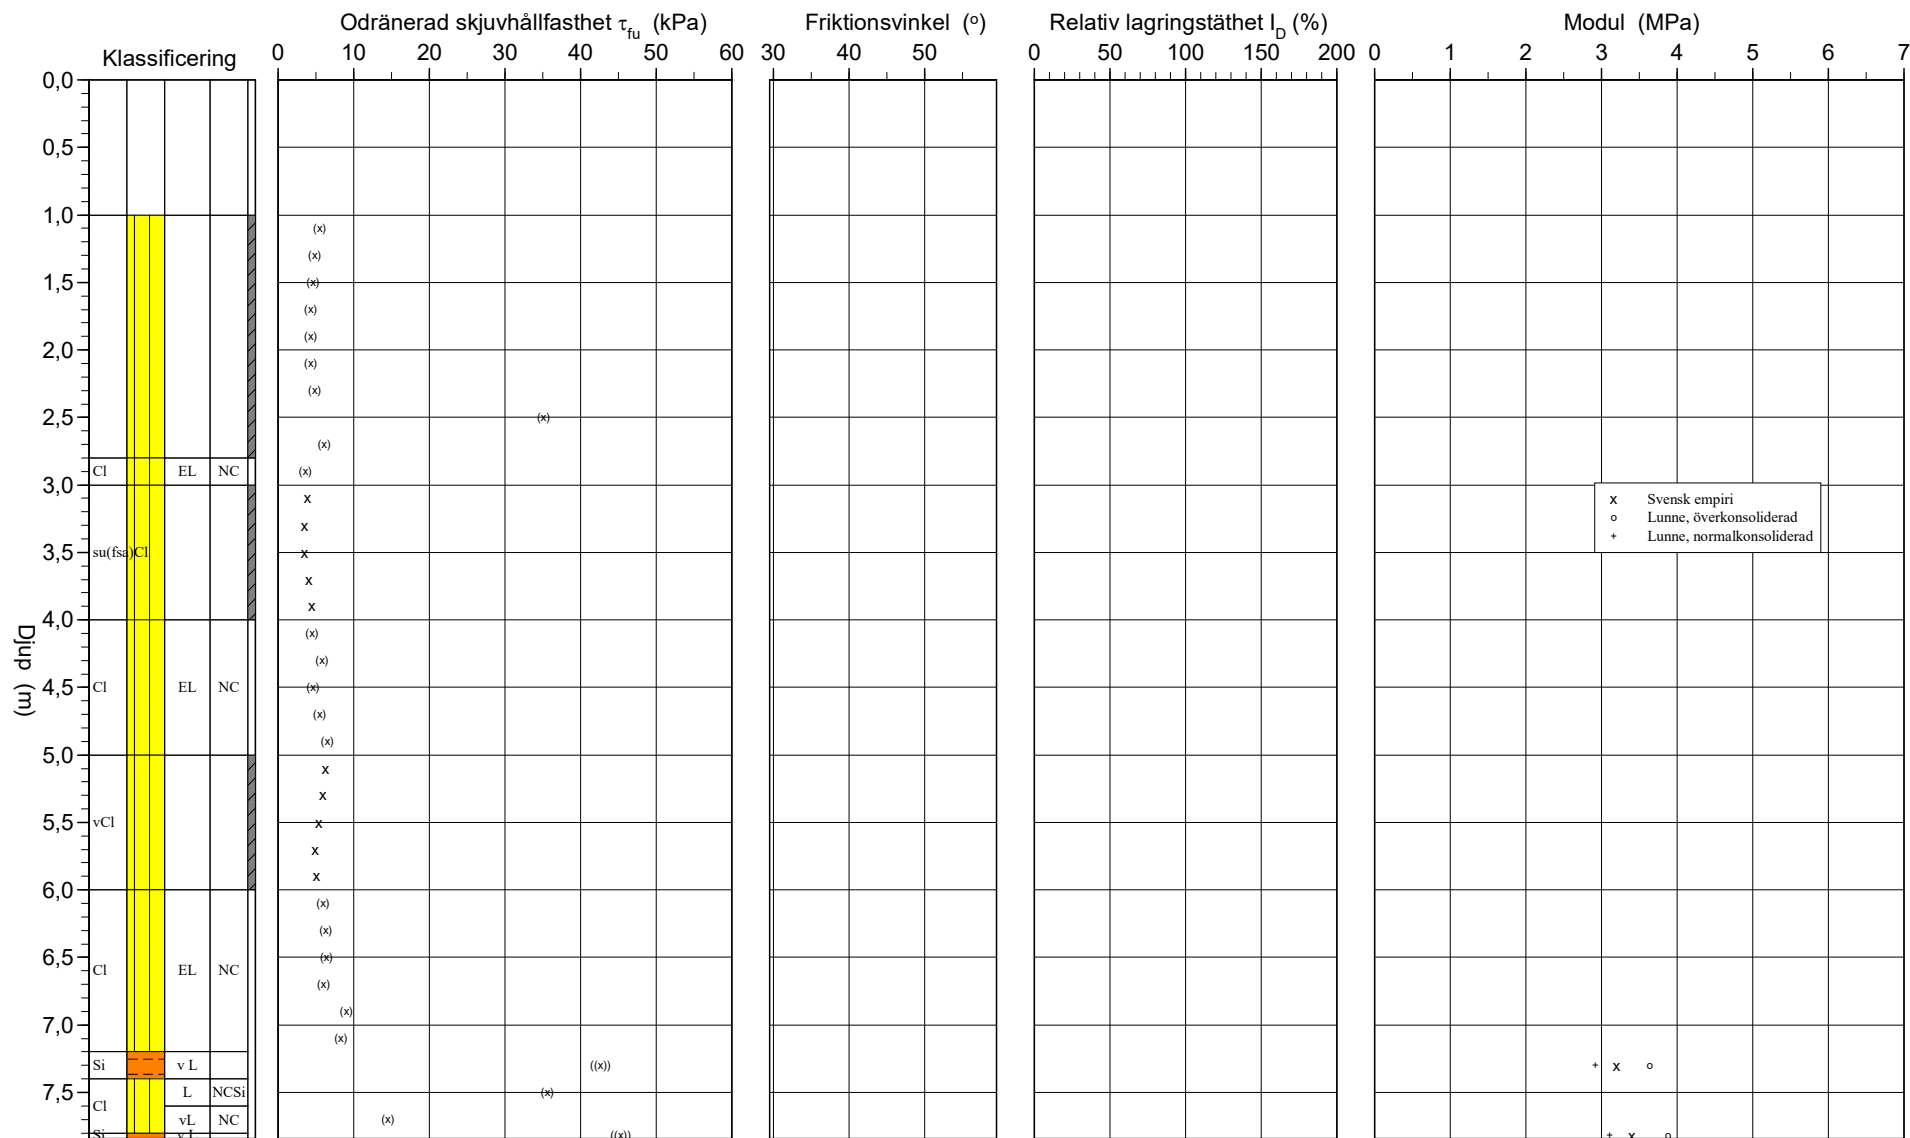 Odränerad skjuvhållfasthet τfu (kPa) Friktionsvinkel (o) Relativ lagringstäthet ID (%) Modul (MPa)
Klassificering
0 10 20 30 40 50 60
30 40 50
0 50 100 150 200
0 1 2 3 4 5 6 7
Djup (m)
0,0
0,5
1,0
(x)
(x)
1,5 (x)
(x)
(x)
2,0
(x)
(x)
2,5 (x)
(x)
Cl EL NC (x)
3,0
x
x
su(fsa)Cl
3,5 x
x
x
4,0
(x)
(x)
4,5 Cl EL NC (x)
(x)
(x)
5,0
x
x
5,5 vCl x
x
x
6,0
(x)
(x)
6,5 (x)
Cl EL NC
(x)
(x)
7,0
(x)
Si v L ((x)) + x o
7,5 L NCSi (x)
Cl
vL NC (x)
Si v L ((x)) + x o
x Svensk empiri
o Lunne, överkonsoliderad
+ Lunne, normalkonsoliderad